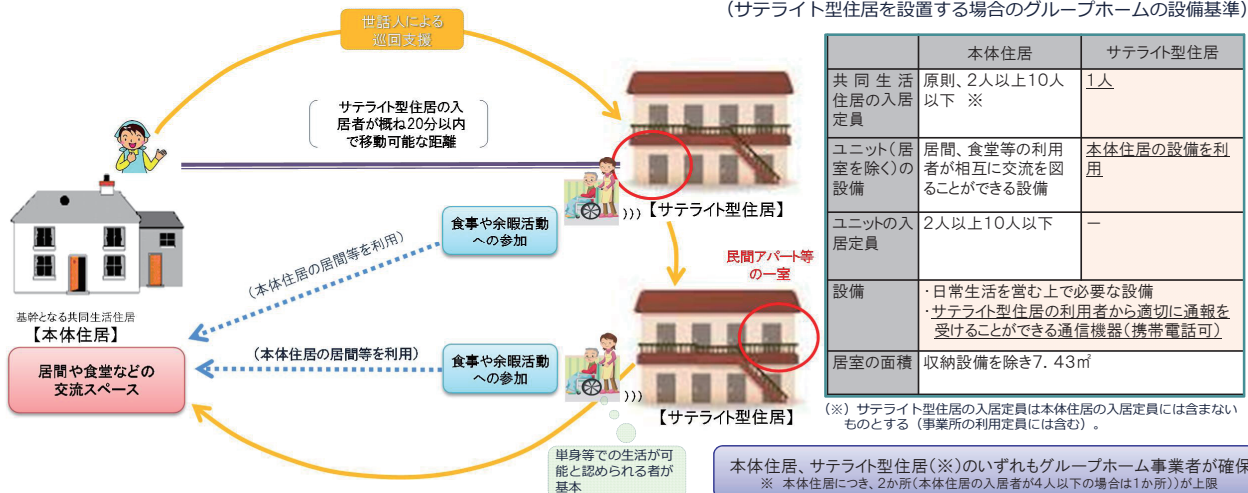 (サテライト型住居を設置する場合のグループホームの設備基準)
世話人による
巡回支援
サテライト型住居の入
居者が概ね20分以内
で移動可能な距離
【サテライト型住居】
食事や余暇活動
への参加
(本体住居の居間等を利用)
民間アパート等
の一室
基幹となる共同生活住居
【本体住居】
居間や食堂などの
交流スペース
(本体住居の居間等を利用)
食事や余暇活動
への参加
【サテライト型住居】
単身等での生活が可
能と認められる者が
基本
本体住居 サテライト型住居
共同生活
住居の入居
定員
原則、2人以上10人
以下 ※
1人
ユニット(居
室を除く)の
設備
居間、食堂等の利用
者が相互に交流を図
ることができる設備
本体住居の設備を利
用
ユニットの入
居定員
2人以上10人以下
―
設備
・日常生活を営む上で必要な設備
・サテライト型住居の利用者から適切に通報を
受けることができる通信機器(携帯電話可)
居室の面積 収納設備を除き7.43㎡
(※) サテライト型住居の入居定員は本体住居の入居定員には含まない
ものとする(事業所の利用定員には含む)。
本体住居、サテライト型住居(※)のいずれもグループホーム事業者が確保
※ 本体住居につき、2か所(本体住居の入居者が4人以下の場合は1か所))が上限